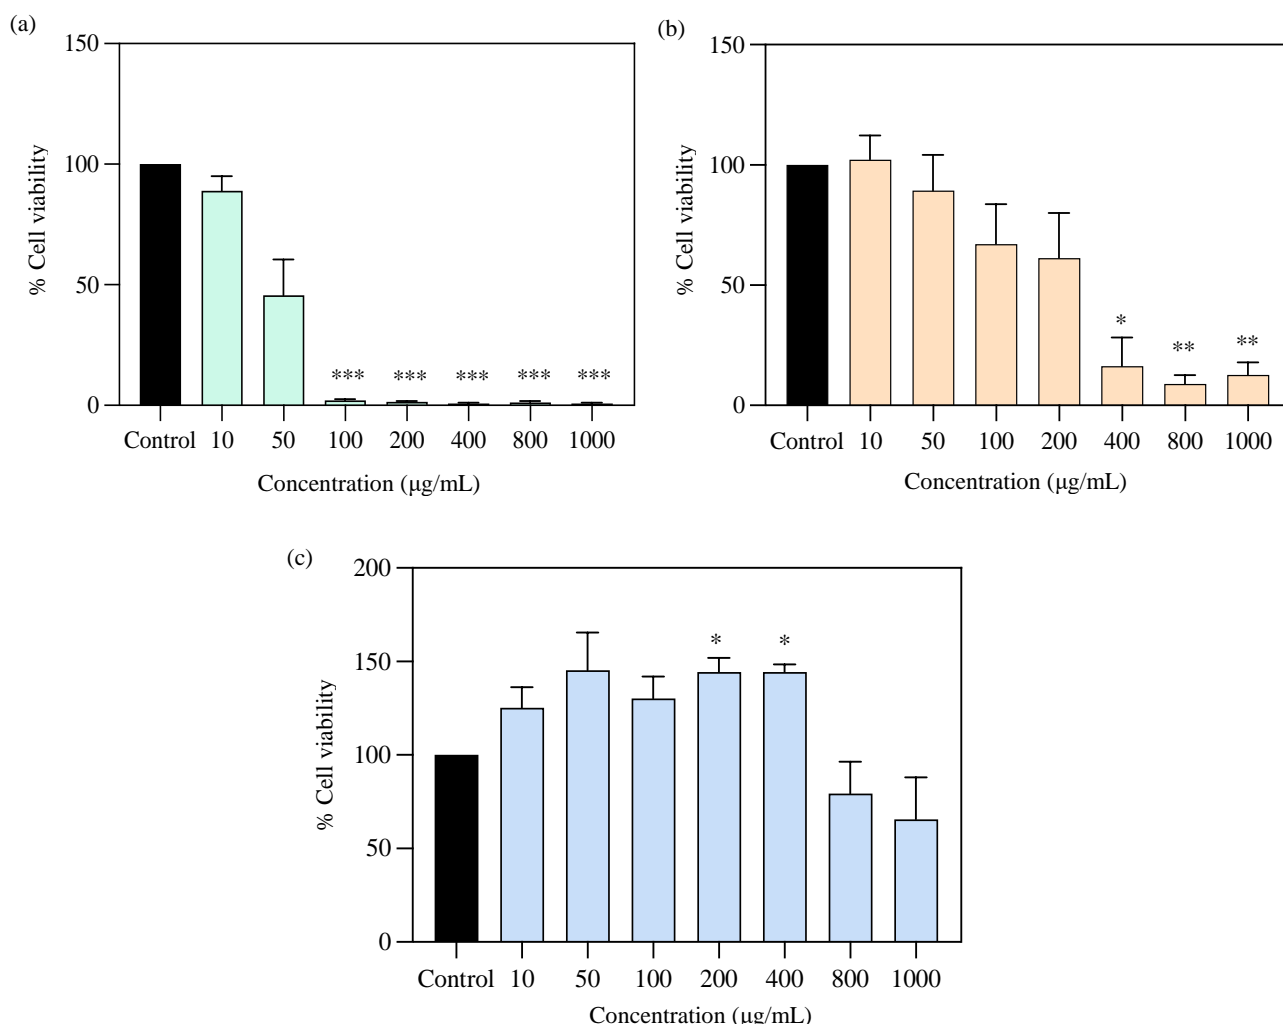 (a)
150
100
50
0
% Cell viability
*** *** *** *** ***
Control 10 50 100 200 400 800 1000
Concentration (μg/mL)
(b)
150
100
50
0
% Cell viability
* ** **
Control 10 50 100 200 400 800 1000
Concentration (μg/mL)
(c)
200
150
100
50
0
% Cell viability
* *
Control 10 50 100 200 400 800 1000
Concentration (μg/mL)